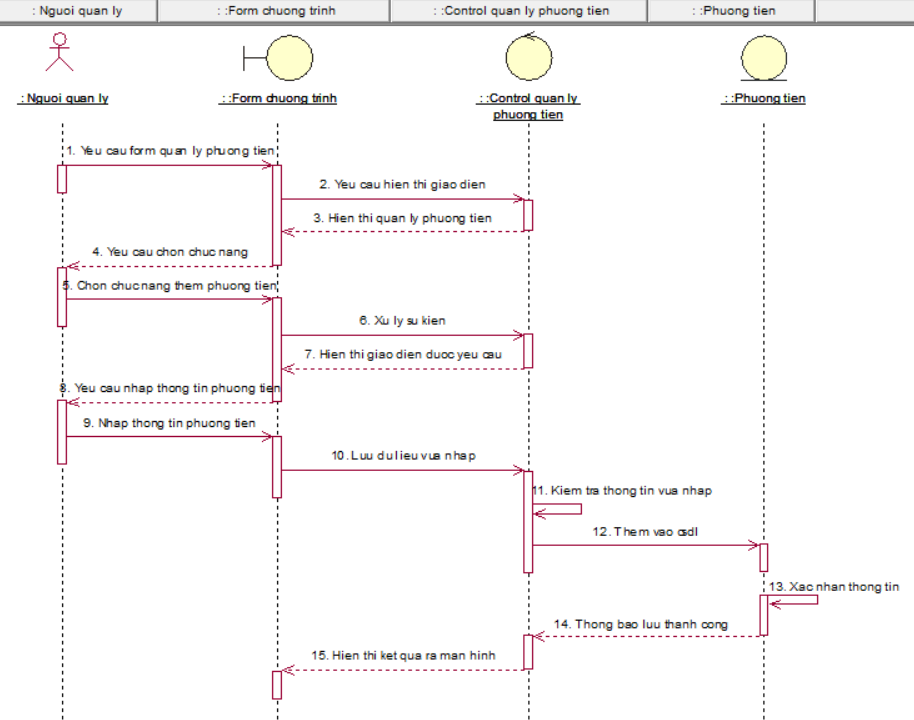 : Nguoi quan ly : :Form chuong trinh : :Control quan ly phuong tien : :Phuong tien
: Nguoi quan ly : :Form chuong trinh : :Control quan ly : :Phuong tien
phuong tien
1. Yeu cau form quan ly phuong tien
2. Yeu cau hien thi giao dien
3. Hien thi quan ly phuong tien
4. Yeu cau chon chuc nang
5. Chon chuc nang them phuong tien
6. Xu ly su kien
7. Hien thi giao dien duoc yeu cau
8. Yeu cau nhap thong tin phuong tien
9. Nhap thong tin phuong tien
10. Luu du lieu vua nhap
11. Kiem tra thong tin vua nhap
12. Them vao csdl
13. Xac nhan thong tin
14. Thong bao luu thanh cong
15. Hien thi ket qua ra man hinh